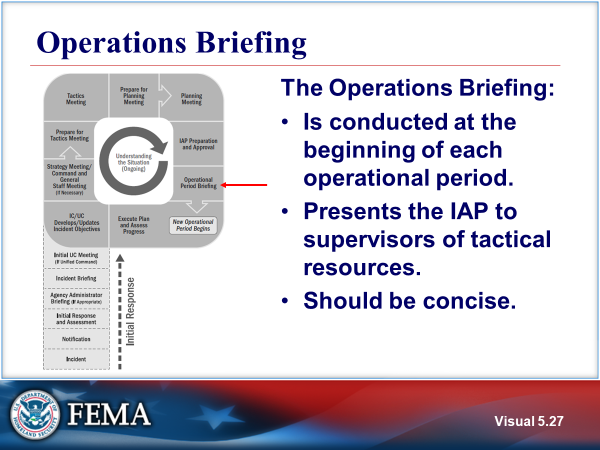 Operations Briefing
Tactics
Meeting
Prepare for
Planning
Meeting
Planning
Meeting
Prepare for
Tactics Meeting
IAP Preparation
and Approval
Understanding
the Situation
(Ongoing)
Strategy Meeting/
Command and
General
Staff Meeting
(If Necessary)
Operational
Period Briefing
IC/UC
Develops/Updates
Incident Objectives
Execute Plan
and Assess
Progress
New Operational
Period Begins
Initial UC Meeting
(If Unified Command)
Incident Briefing
Agency Administrator
Briefing (If Appropriate)
Initial Response
and Assessment
Notification
Incident
Initial Response
The Operations Briefing:
• Is conducted at the
beginning of each
operational period.
• Presents the IAP to
supervisors of tactical
resources.
• Should be concise.
U.S. DEPARTMENT OF
HOMELAND SECURITY
FEMA
Visual 5.27